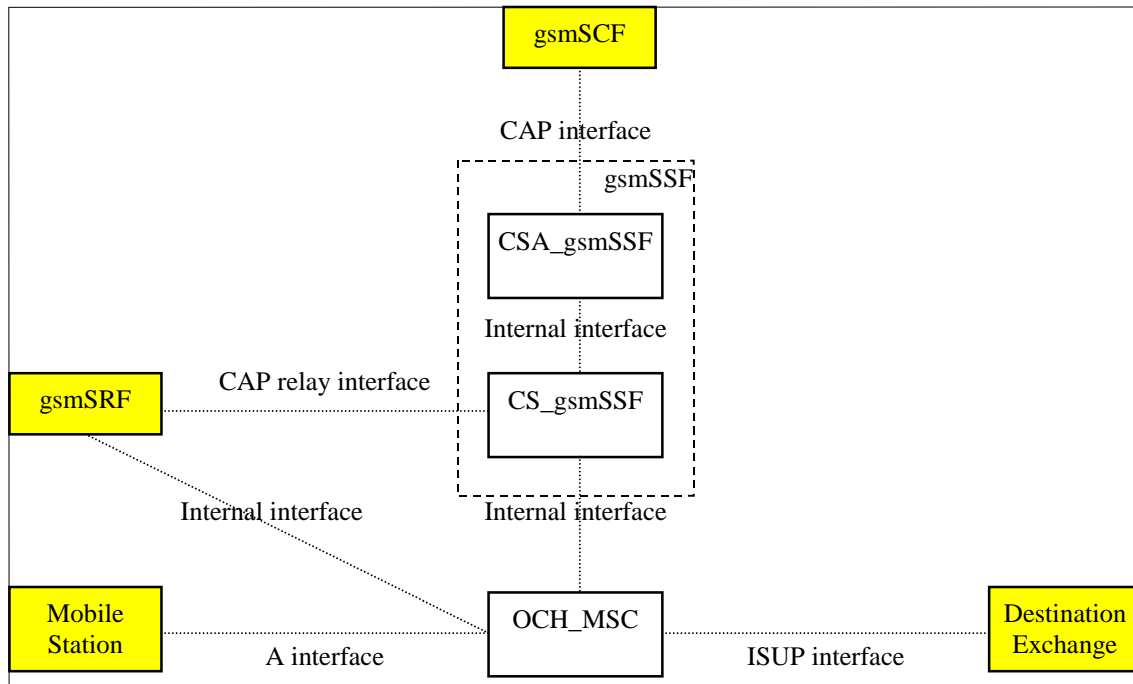 gsmSCF
CAP interface
gsmSSF
CSA_gsmSSF
Internal interface
CAP relay interface
gsmSRF
CS_gsmSSF
Internal interface
Internal interface
Mobile
Station
A interface
OCH_MSC
ISUP interface
Destination
Exchange